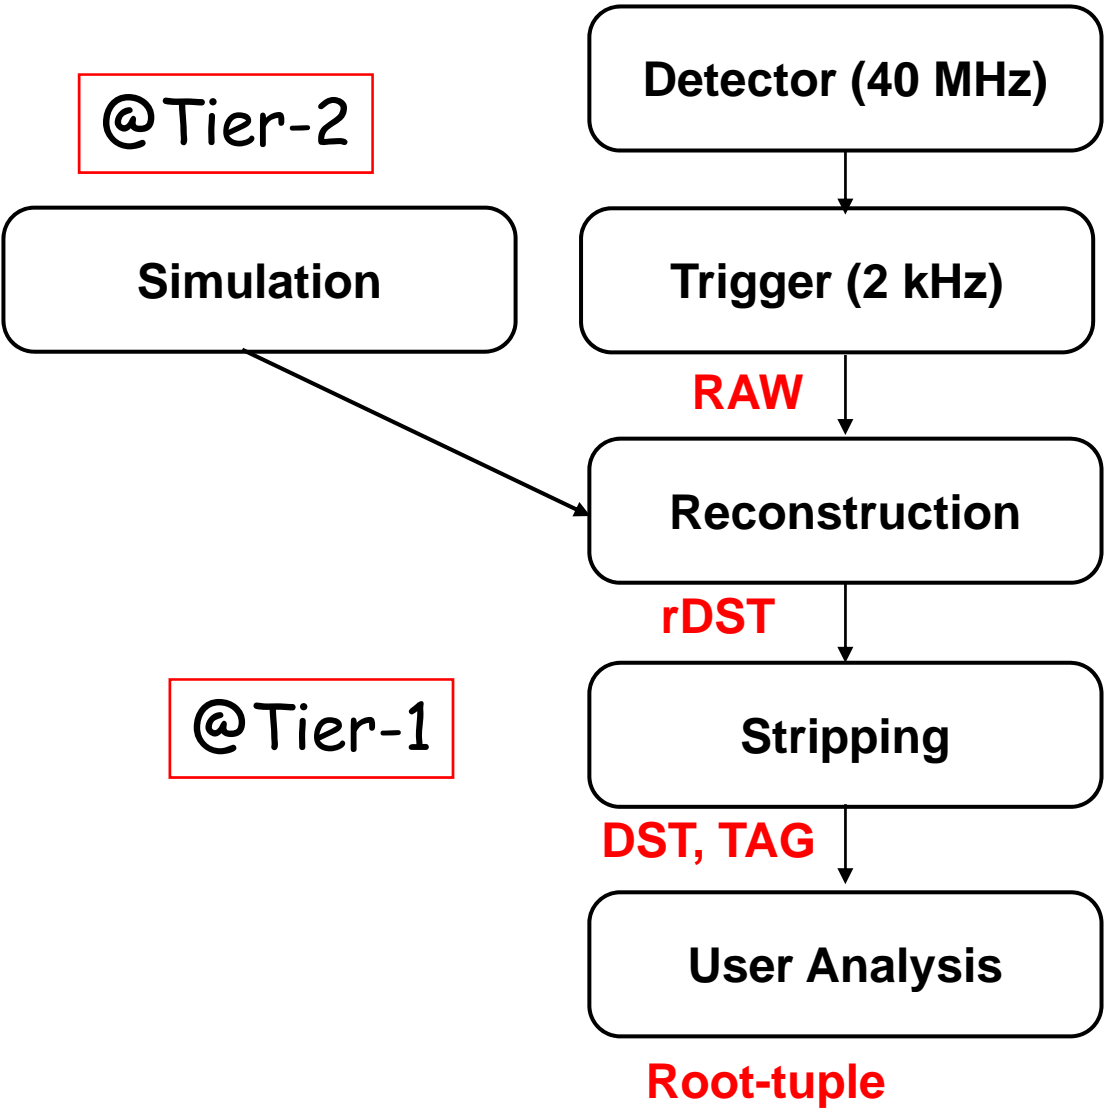 Detector (40 MHz)
@Tier-2
Simulation
Trigger (2 kHz)
RAW
Reconstruction
rDST
@Tier-1
Stripping
DST, TAG
User Analysis
Root-tuple